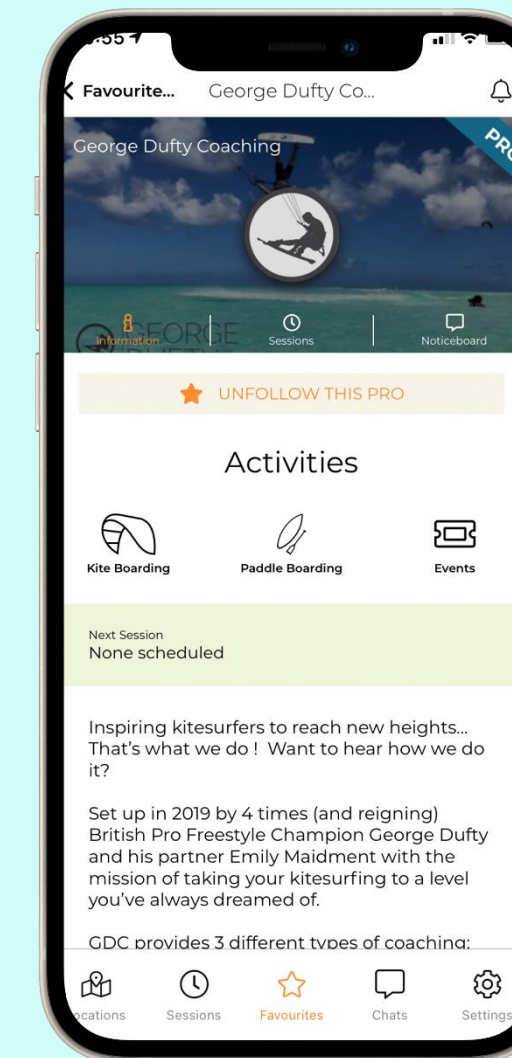 :55
Favourite... George Dufty Co...
George Dufty Coaching
PRO
GEORGE
DUFTY
Information
Sessions
Noticeboard
UNFOLLOW THIS PRO
Activities
Kite Boarding
Paddle Boarding
Events
Next Session
None scheduled
Inspiring kitesurfers to reach new heights...
That's what we do ! Want to hear how we do
it?
Set up in 2019 by 4 times (and reigning)
British Pro Freestyle Champion George Dufty
and his partner Emily Maidment with the
mission of taking your kitesurfing to a level
you've always dreamed of.
GDC provides 3 different types of coaching:
ocations
Sessions
Favourites
Chats
Settings